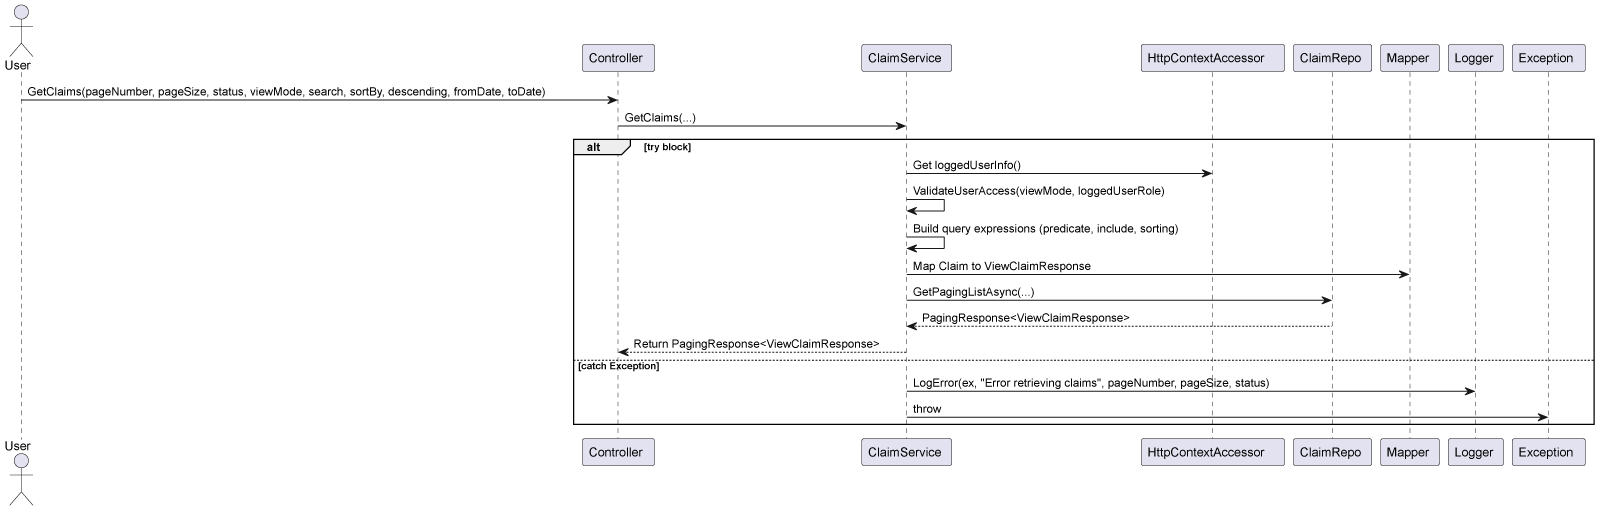 User
Controller
ClaimService
HttpContextAccessor
ClaimRepo
Mapper
Logger
Exception
GetClaims(pageNumber, pageSize, status, viewMode, search, sortBy, descending, fromDate, toDate)
GetClaims(...)
alt
[try block]
Get loggedUserInfo()
ValidateUserAccess(viewMode, loggedUserRole)
Build query expressions (predicate, include, sorting)
Map Claim to ViewClaimResponse
GetPagingListAsync(...)
PagingResponse<ViewClaimResponse>
Return PagingResponse<ViewClaimResponse>
[catch Exception]
LogError(ex, "Error retrieving claims", pageNumber, pageSize, status)
throw
User
Controller
ClaimService
HttpContextAccessor
ClaimRepo
Mapper
Logger
Exception